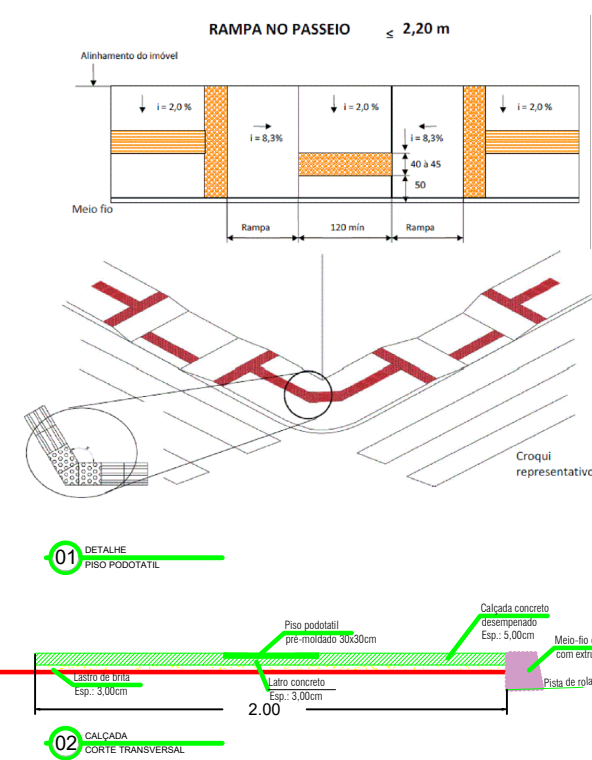 RAMPA NO PASSEIO ≤ 2,20 m
Alinhamento do imóvel
i = 2,0 %
i = 2,0 %
i = 2,0 %
i = 8,3%
i = 8,3%
40 à 45
50
Meio fio
Rampa
120 mín
Rampa
Croqui
representativo
01
DETALHE
PISO PODOTATIL
Calçada concreto
desempenado
Esp.: 5,00cm
Piso podotatil
pré-moldado 30x30cm
Meio-fio
com extru
Lastro de brita
Esp.: 3,00cm
Latro concreto
Esp.: 3,00cm
Pista de rola
2.00
02
CALÇADA
CORTE TRANSVERSAL